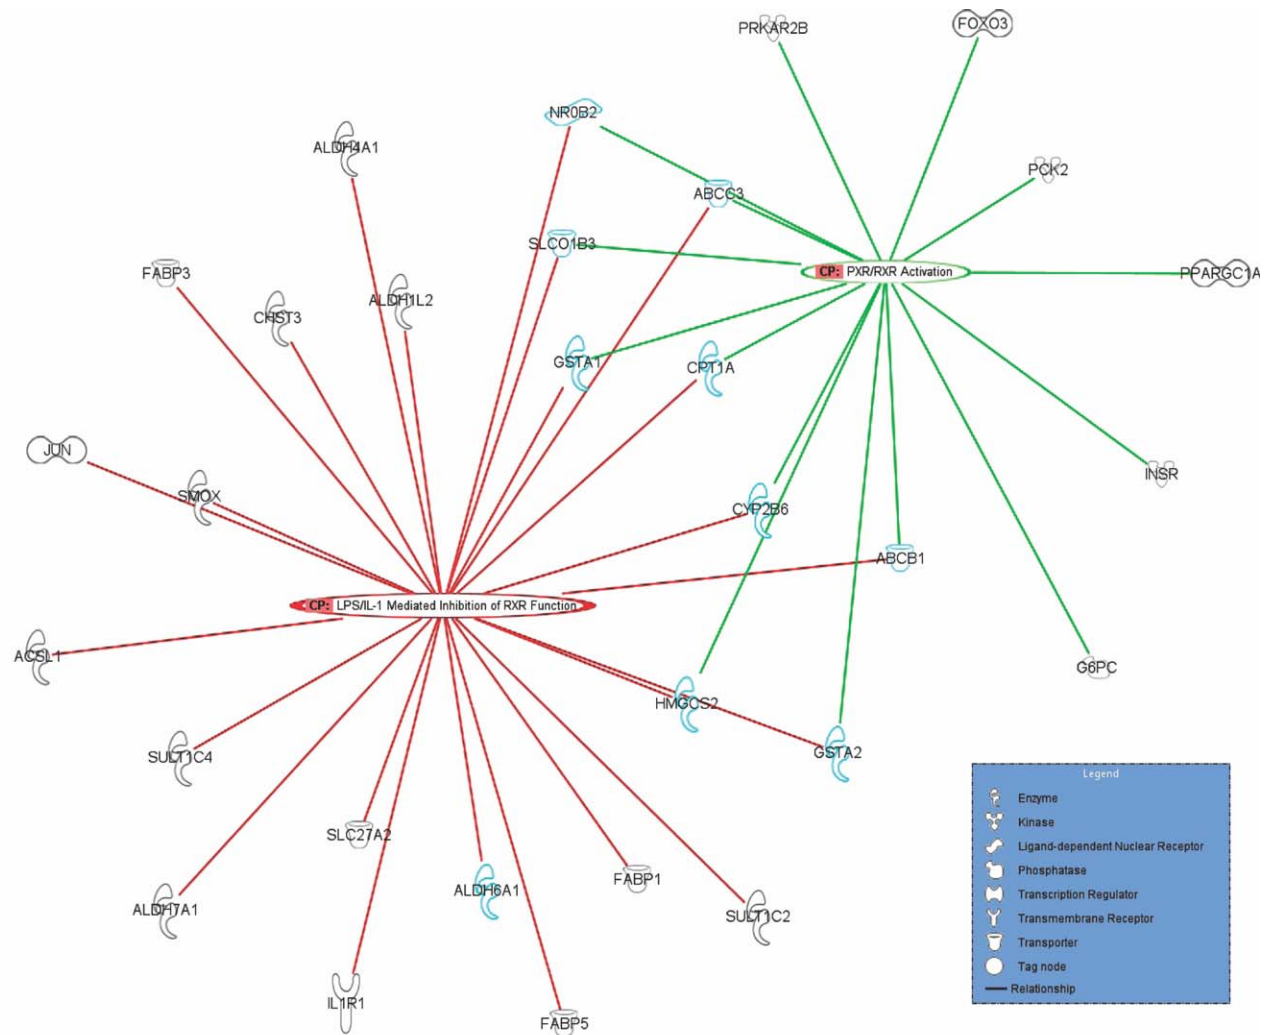 PRKAR2B
FOXO3
NR0B2
ALDH4A1
PCK2
ABCC3
SLCO1B3
FABP3
CP: PXR/RXR Activation
PPARGC1A
ALDH1L2
CHST3
GSTA1
CPT1A
JUN
INSR
SMOX
CYP2B6
ABCB1
CP: LPS/IL-1 Mediated Inhibition of RXR Function
ACSL1
G6PC
HMGCS2
SULT1C4
GSTA2
Legend
Enzyme
Kinase
Ligand-dependent Nuclear Receptor
Phosphatase
Transcription Regulator
Transmembrane Receptor
Transporter
Tag node
Relationship
SLC27A2
ALDH6A1
FABP1
ALDH7A1
SULT1C2
IL1R1
FABP5